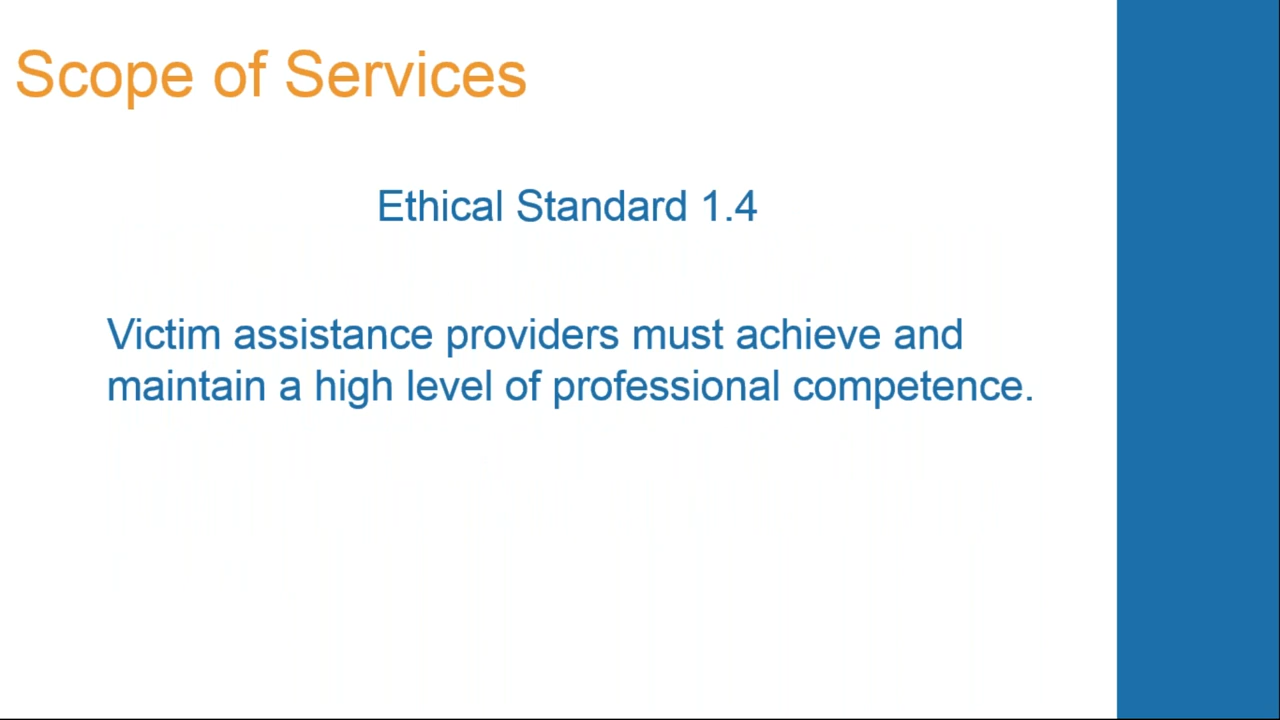 Scope of Services
Ethical Standard 1.4
Victim assistance providers must achieve and
maintain a high level of professional competence.